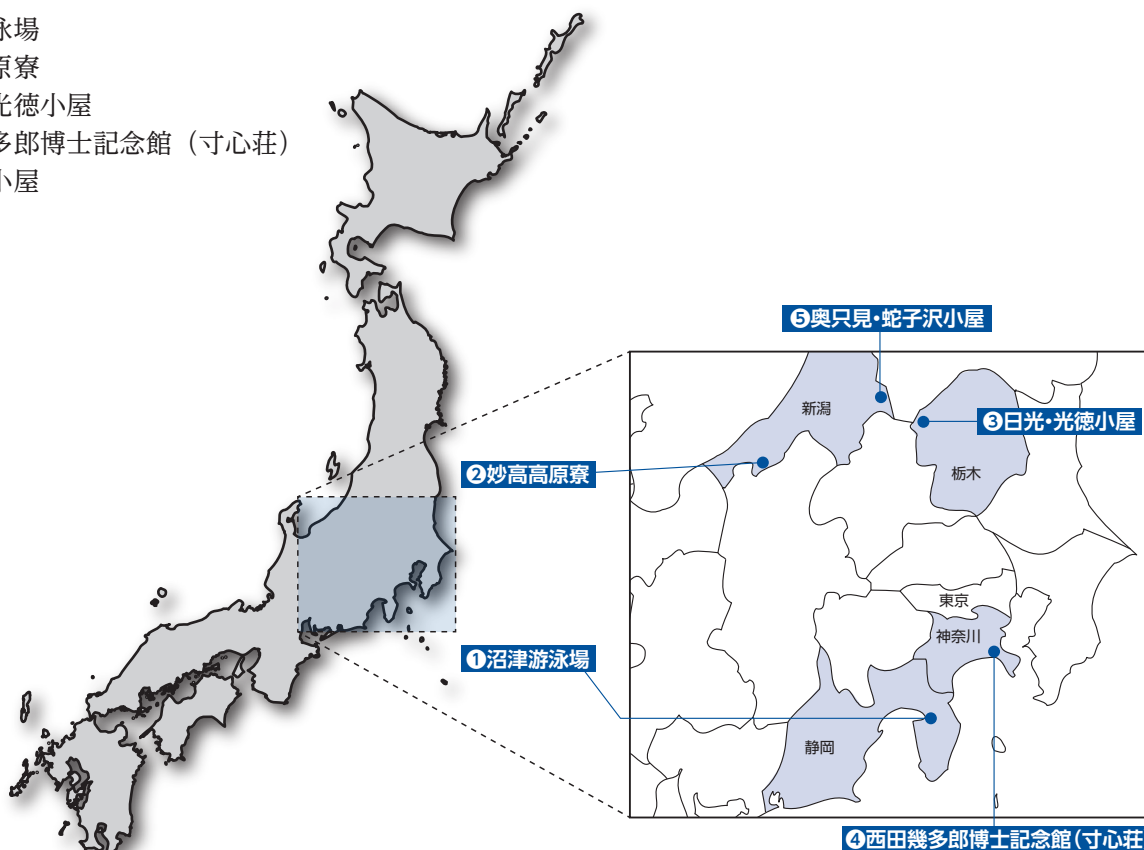 泳場
原寮
光徳小屋
多郎博士記念館（寸心荘）
小屋
❺奥只見・蛇子沢小屋
新潟
❸日光・光徳小屋
❷妙高高原寮
栃木
東京
神奈川
❶沼津游泳場
静岡
❹西田幾多郎博士記念館（寸心荘